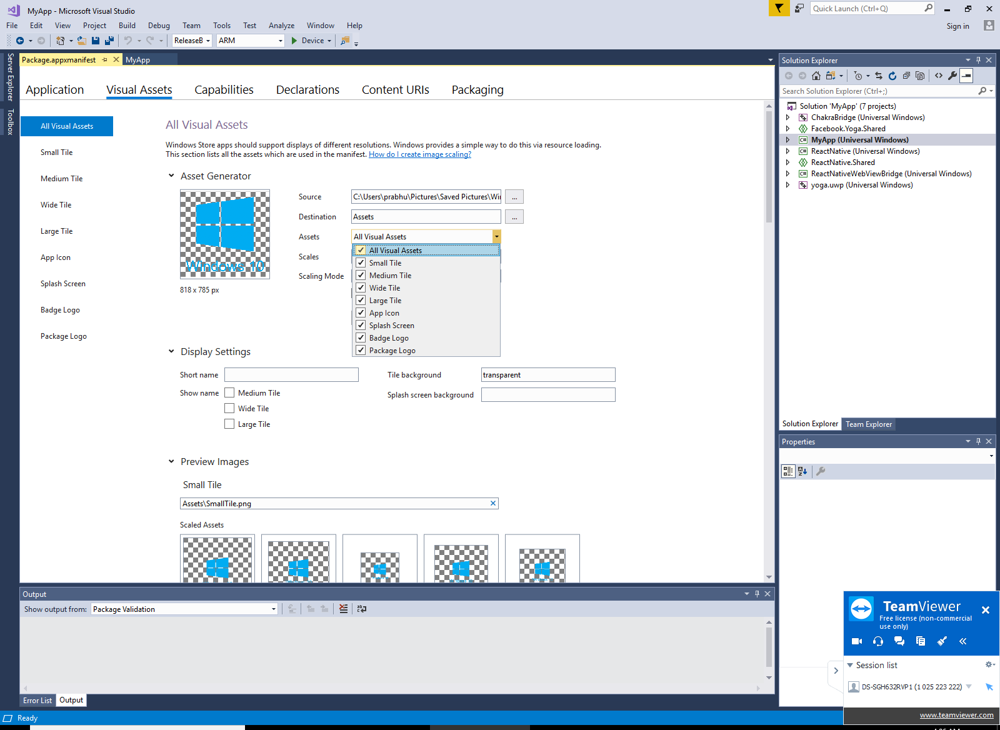 MyApp - Microsoft Visual Studio
Quick Launch (Ctrl+Q)
File Edit View Project Build Debug Team Tools Test Analyze Window Help
Sign in
ReleaseB ARM Device
Server Explorer
Toolbox
Package.appxmanifest MyApp
Application Visual Assets Capabilities Declarations Content URIs Packaging
All Visual Assets
Small Tile
Medium Tile
Wide Tile
Large Tile
App Icon
Splash Screen
Badge Logo
Package Logo
All Visual Assets
Windows Store apps should support displays of different resolutions. Windows provides a simple way to do this via resource loading.
This section lists all the assets which are used in the manifest. How do I create image scaling?
Asset Generator
Windows 10
818 x 785 px
Source C:\Users\prabhu\Pictures\Saved Pictures\Wi ...
Destination Assets ...
Assets All Visual Assets
Scales
Scaling Mode
All Visual Assets
Small Tile
Medium Tile
Wide Tile
Large Tile
App Icon
Splash Screen
Badge Logo
Package Logo
Display Settings
Short name
Show name Medium Tile
Wide Tile
Large Tile
Tile background transparent
Splash screen background
Preview Images
Small Tile
Assets\SmallTile.png
Scaled Assets
Output
Show output from: Package Validation
Error List Output
Ready
Solution Explorer
Search Solution Explorer (Ctrl+;)
Solution 'MyApp' (7 projects)
ChakraBridge (Universal Windows)
Facebook.Yoga.Shared
MyApp (Universal Windows)
ReactNative (Universal Windows)
ReactNative.Shared
ReactNativeWebViewBridge (Universal Windows)
yoga.uwp (Universal Windows)
Solution Explorer Team Explorer
Properties
TeamViewer
Free license (non-commercial
use only)
Session list
DS-SGH632RVP1 (1 025 223 222)
www.teamviewer.com